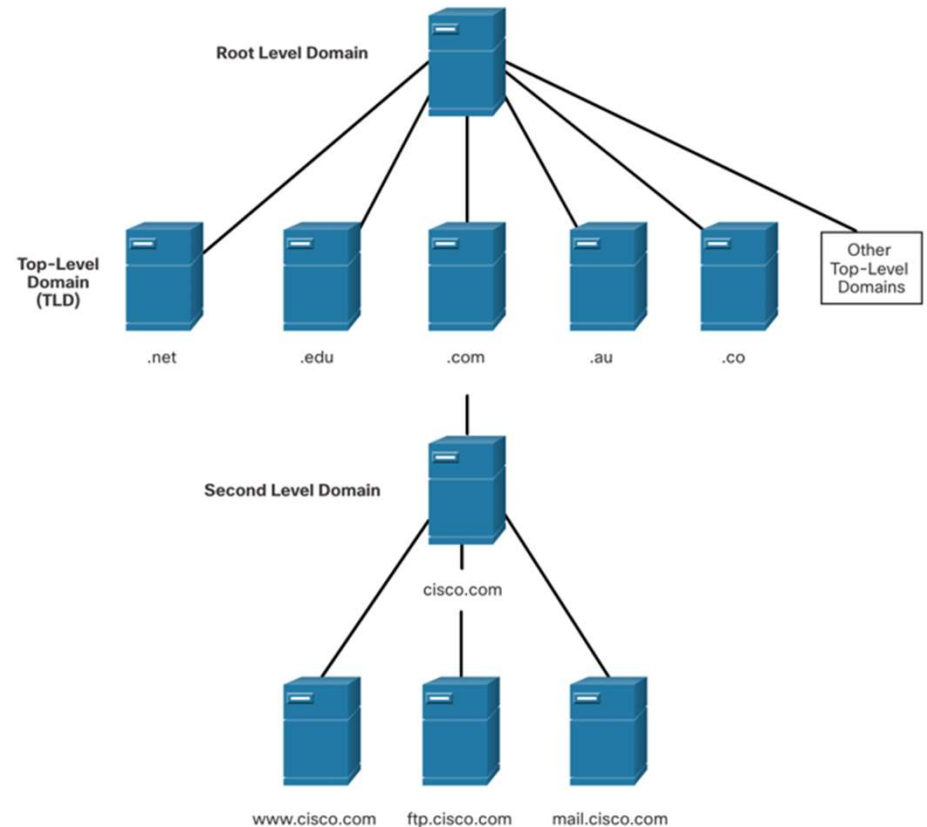 Root Level Domain
Top-Level
Domain
(TLD)
Other
Top-Level
Domains
.net
.edu
.com
.au
.co
Second Level Domain
cisco.com
www.cisco.com
ftp.cisco.com
mail.cisco.com